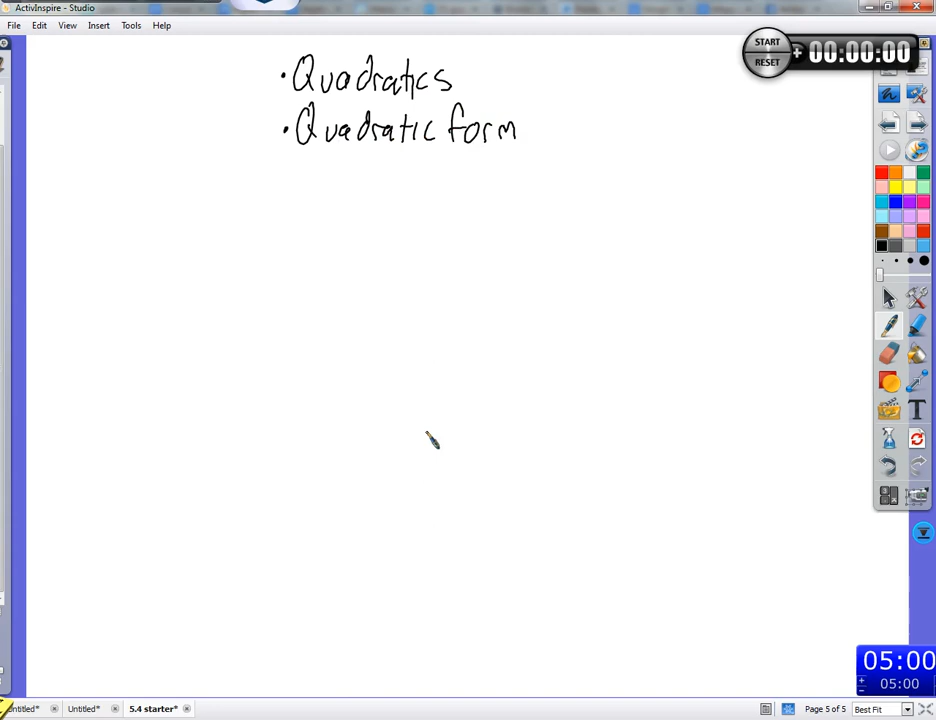 ActivInspire - Studio
File Edit View Insert Tools Help
START
RESET
00:00:00
·Quadratics
·Quadratic form
T
05:00
05:00
Untitled*
5.4 starter*
Page 5 of 5
Best Fit